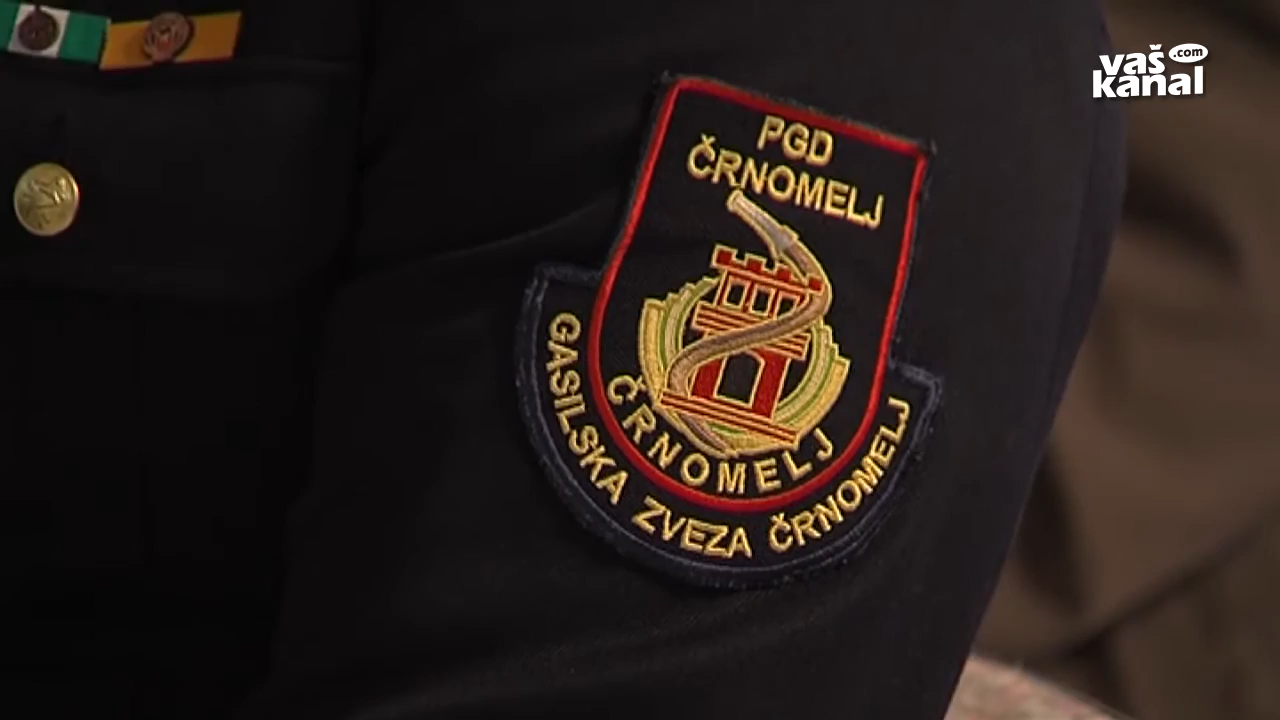 vaš .com
kanal
PGD
ČRNOMELJ
ČRNOMELJ
GASILSKA ZVEZA ČRNOMELJ